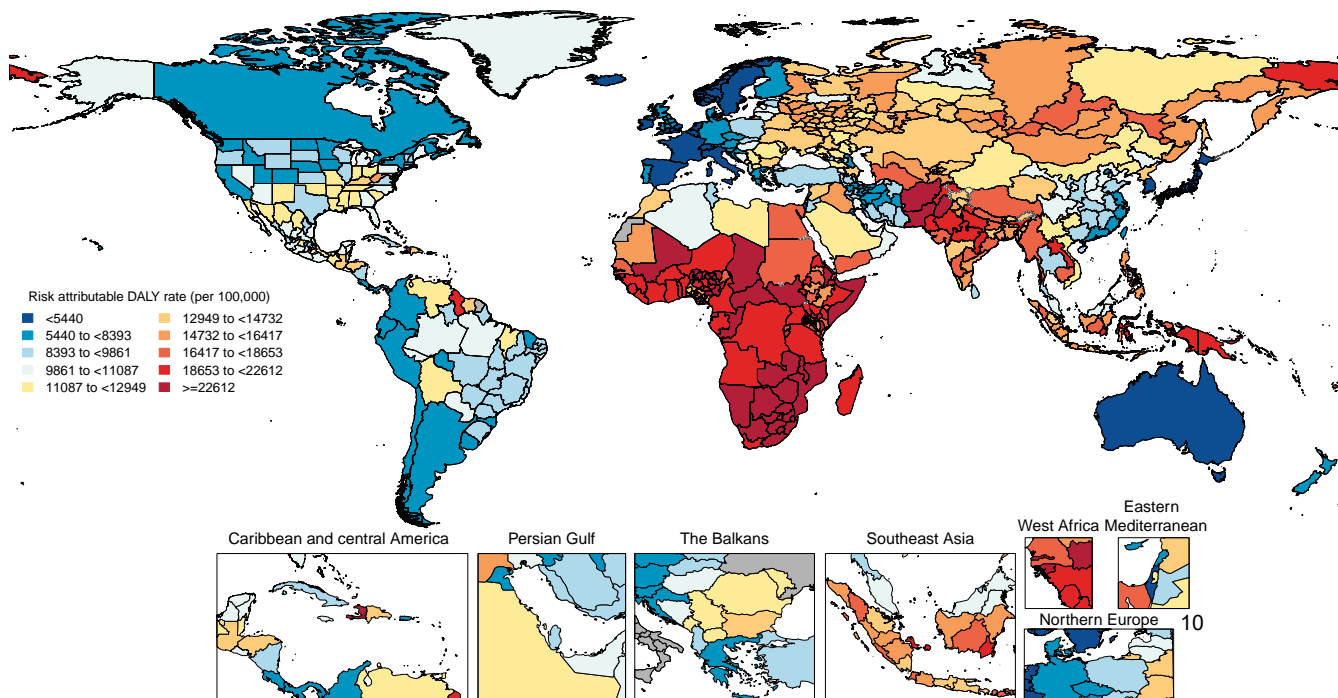 Risk attributable DALY rate (per 100,000)
<5440
5440 to <8393
8393 to <9861
9861 to <11087
11087 to <12949
12949 to <14732
14732 to <16417
16417 to <18653
18653 to <22612
>=22612
Caribbean and central America
Persian Gulf
The Balkans
Southeast Asia
West Africa
Eastern
Mediterranean
Northern Europe
10